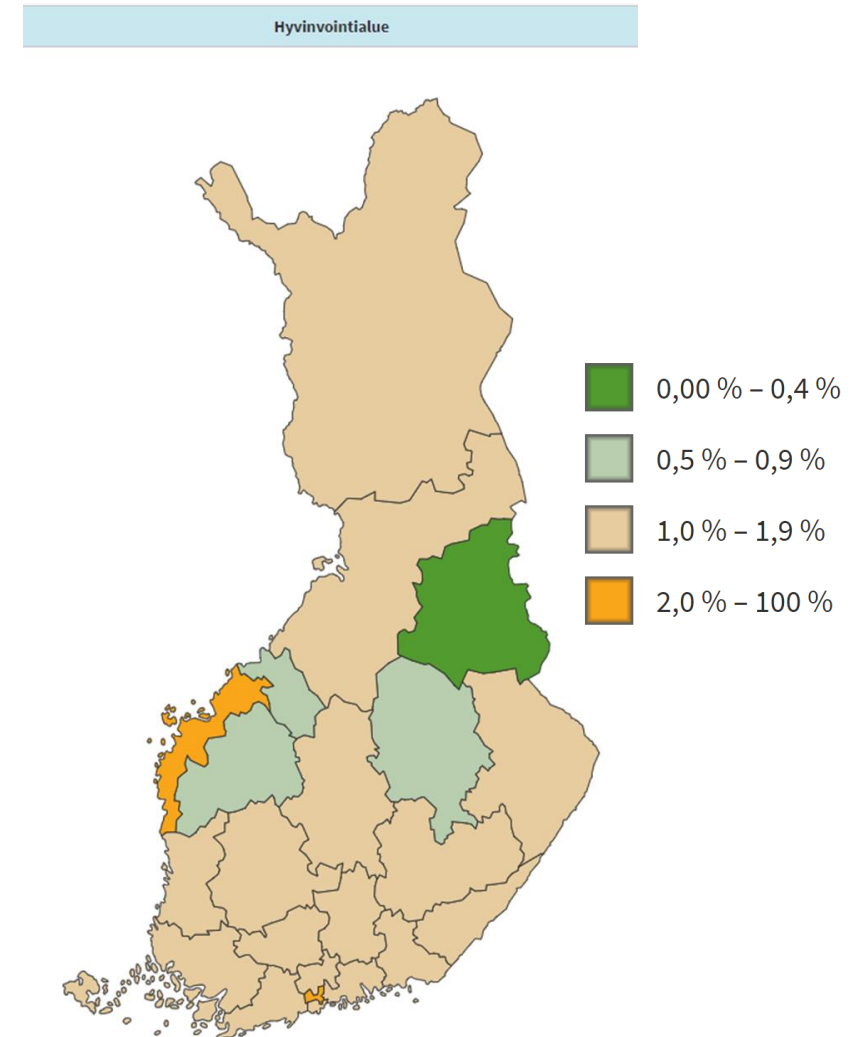 Hyvinvointialue
0,00 % – 0,4 %
0,5 % – 0,9 %
1,0 % – 1,9 %
2,0 % – 100 %